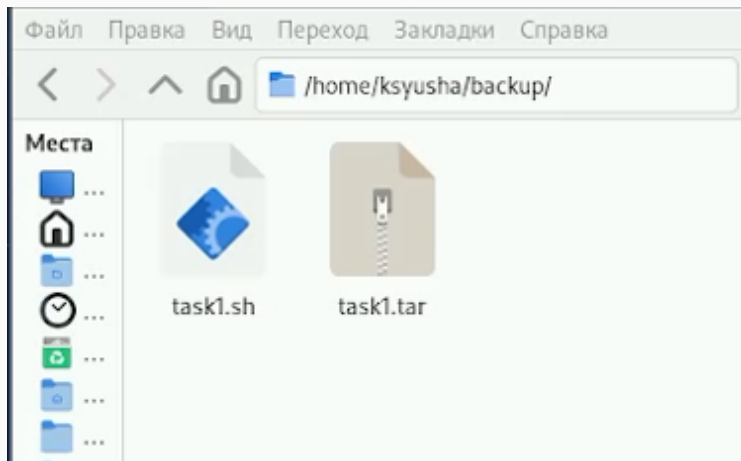 Файл Правка Вид Переход Закладки Справка
/home/ksyusha/backup/
Места
...
...
...
...
...
...
...
task1.sh
task1.tar